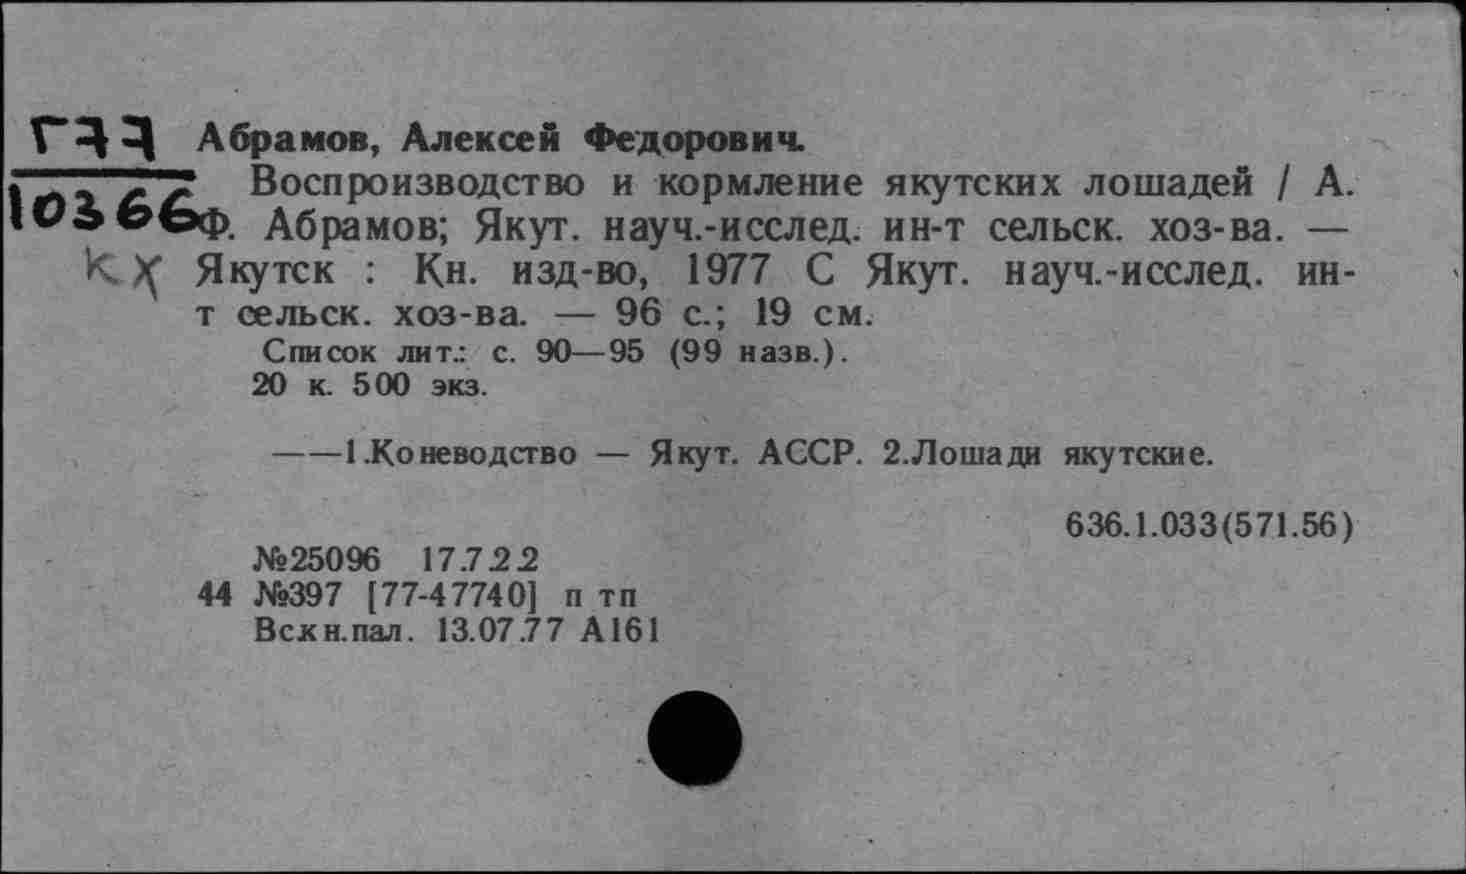 Абрамов, Алексей Федорович.
Воспроизводство и кормление якутских лошадей / А.
10366
Ф. Абрамов; Якут. науч.-исслед. ин-т сельск. хоз-ва. —
КХ
Якутск : Кн. изд-во, 1977 С Якут. науч.-исслед. ин-
т сельск. хоз-ва. — 96 с.; 19 см.
Список лит.: с. 90—95 (99 назв.).
20 к. 500 экз.
——1.Коневодство — Якут. АССР. 2.Лошади якутские.
636.1.033(571.56)
№25096 17.7.2.2
44 №397 [77-47740] п тп
Вскн.пал. 13.07.77 А161